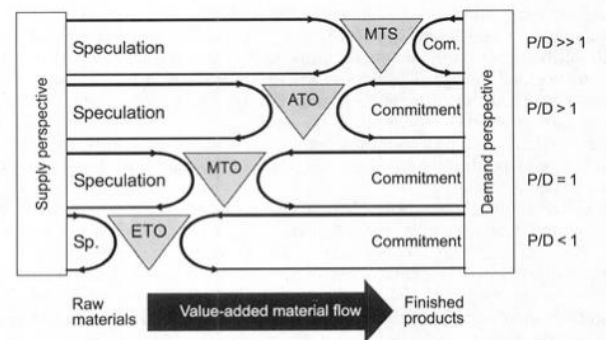 Supply perspective
Speculation
MTS
Com.
Demand perspective
P/D >> 1
Speculation
ATO
Commitment
P/D > 1
Speculation
MTO
Commitment
P/D = 1
Sp.
ETO
Commitment
P/D < 1
Raw
materials
Value-added material flow
Finished
products